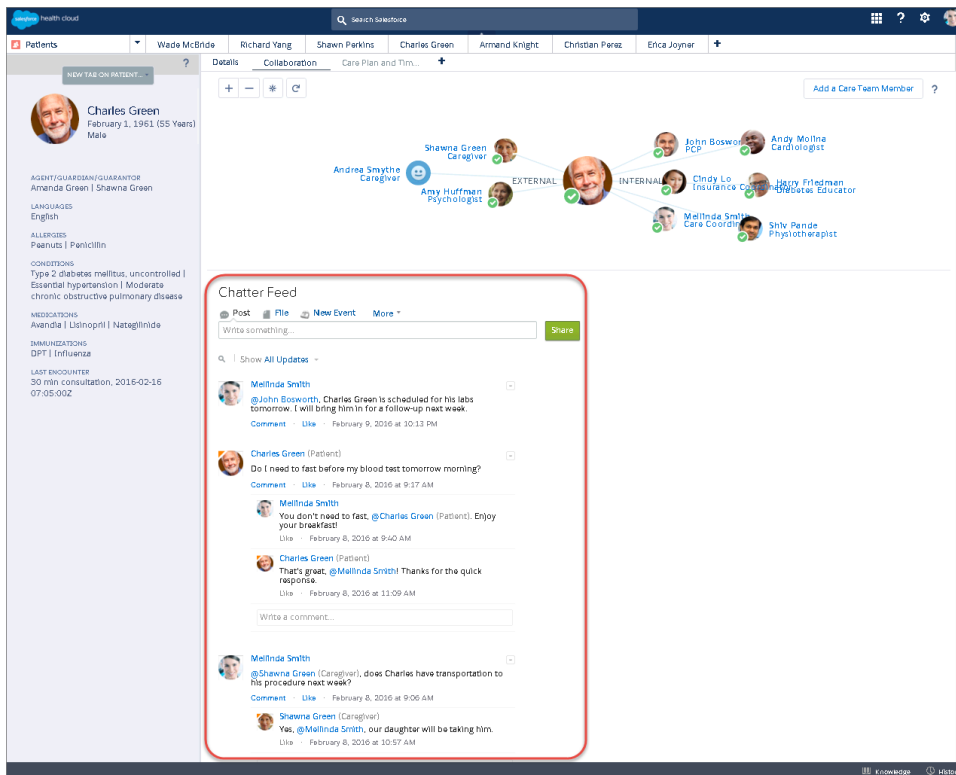 salesforce health cloud
Search Salesforce
?
Patients
Wade McBride
Richard Yang
Shawn Perkins
Charles Green
Armand Knight
Christian Perez
Erica Joyner
+
NEW TAB ON PATIENT...
?
Details
Collaboration
Care Plan and Tim...
+
Charles Green
February 1, 1961 (55 Years)
Male
AGENT/GUARDIAN/GUARANTOR
Amanda Green | Shawna Green
LANGUAGES
English
ALLERGIES
Peanuts | Penicillin
CONDITIONS
Type 2 diabetes mellitus, uncontrolled |
Essential hypertension | Moderate
chronic obstructive pulmonary disease
MEDICATIONS
Avandia | Lisinopril | Nateglinide
IMMUNIZATIONS
DPT | Influenza
LAST ENCOUNTER
30 min consultation, 2016-02-16
07:05:00Z
Add a Care Team Member
?
Shawna Green
Caregiver
Andrea Smythe
Caregiver
Amy Huffman
Psychologist
EXTERNAL
INTERNAL
John Boswor
PCP
Andy Molina
Cardiologist
Cindy Lo
Insurance
Harry Friedman
Diabetes Educator
Mellinda Smith
Care Coordin
Shiv Pande
Physiotherapist
Chatter Feed
Post
File
New Event
More
Write something...
Share
Show All Updates
Mellinda Smith
@John Bosworth, Charles Green is scheduled for his labs
tomorrow. I will bring him in for a follow-up next week.
Comment · Like · February 9, 2016 at 10:13 PM
Charles Green (Patient)
Do I need to fast before my blood test tomorrow morning?
Comment · Like · February 8, 2016 at 9:17 AM
Mellinda Smith
You don't need to fast, @Charles Green (Patient). Enjoy
your breakfast!
Like · February 8, 2016 at 9:40 AM
Charles Green (Patient)
That's great, @Mellinda Smith! Thanks for the quick
response.
Like · February 8, 2016 at 11:09 AM
Write a comment...
Mellinda Smith
@Shawna Green (Caregiver), does Charles have transportation to
his procedure next week?
Comment · Like · February 8, 2016 at 9:06 AM
Shawna Green (Caregiver)
Yes, @Mellinda Smith, our daughter will be taking him.
Like · February 8, 2016 at 10:57 AM
Knowledge
Histo